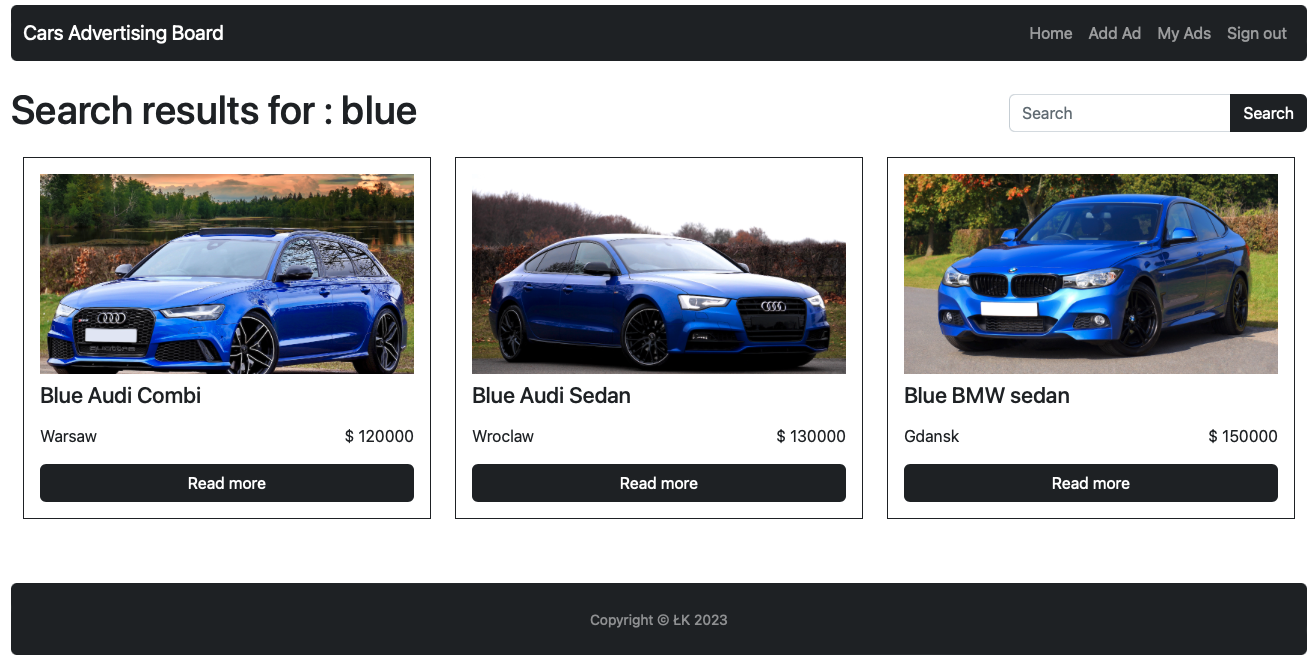 Cars Advertising Board
Home Add Ad My Ads Sign out
Search results for : blue
Search Search
Blue Audi Combi
Warsaw $ 120000
Read more
Blue Audi Sedan
Wroclaw $ 130000
Read more
Blue BMW sedan
Gdansk $ 150000
Read more
Copyright © ŁK 2023